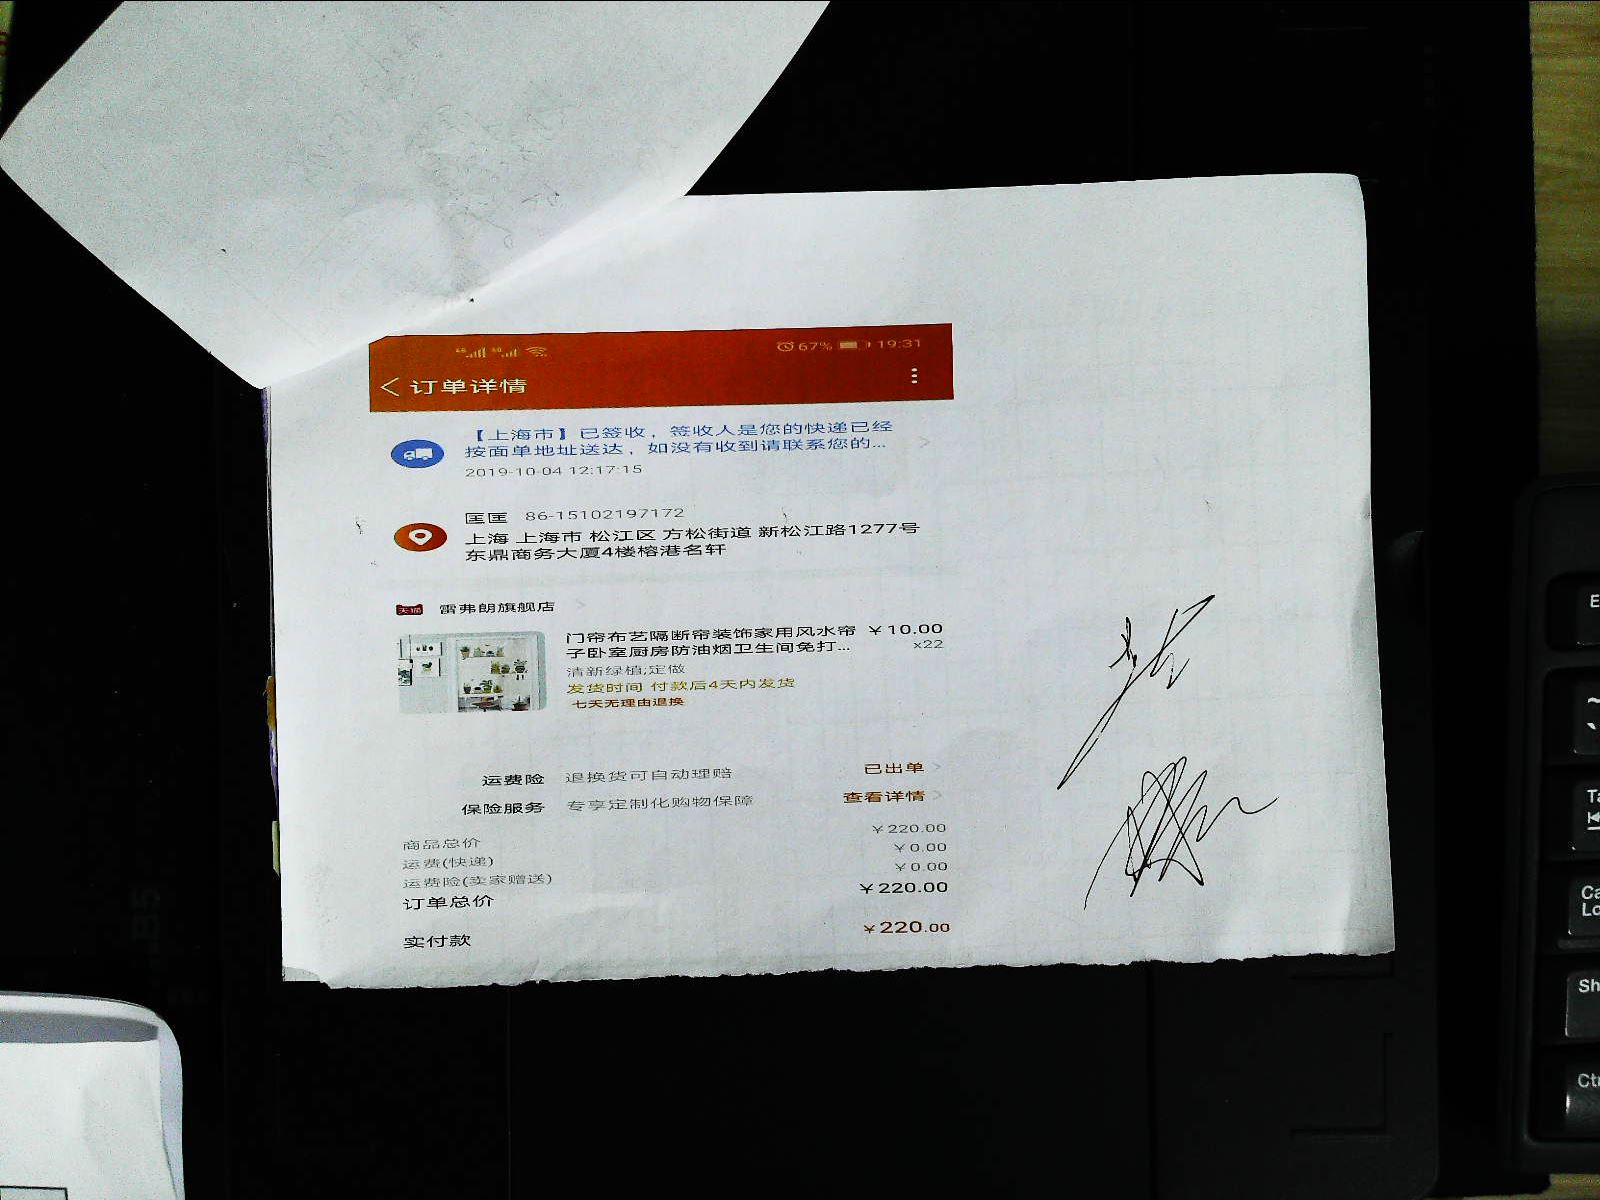 67% 19:31
< 订单详情
【上海市】已签收，签收人是您的快递已经
按面单地址送达，如没有收到请联系您的...
2019-10-04 12:17:15
匡匡 86-15102197172
上海 上海市 松江区 方松街道 新松江路1277号
东鼎商务大厦4楼榕港名轩
天猫 雷弗朗旗舰店
门帘布艺隔断帘装饰家用风水帘 ￥10.00
子卧室厨房防油烟卫生间免打... x22
清新绿植;定做
发货时间 付款后4天内发货
七天无理由退换
运费险 退换货可自动理赔 已出单
保险服务 专享定制化购物保障 查看详情
商品总价 ￥220.00
运费(快递) ￥0.00
运费险(卖家赠送) ￥0.00
订单总价 ￥220.00
实付款 ￥220.00